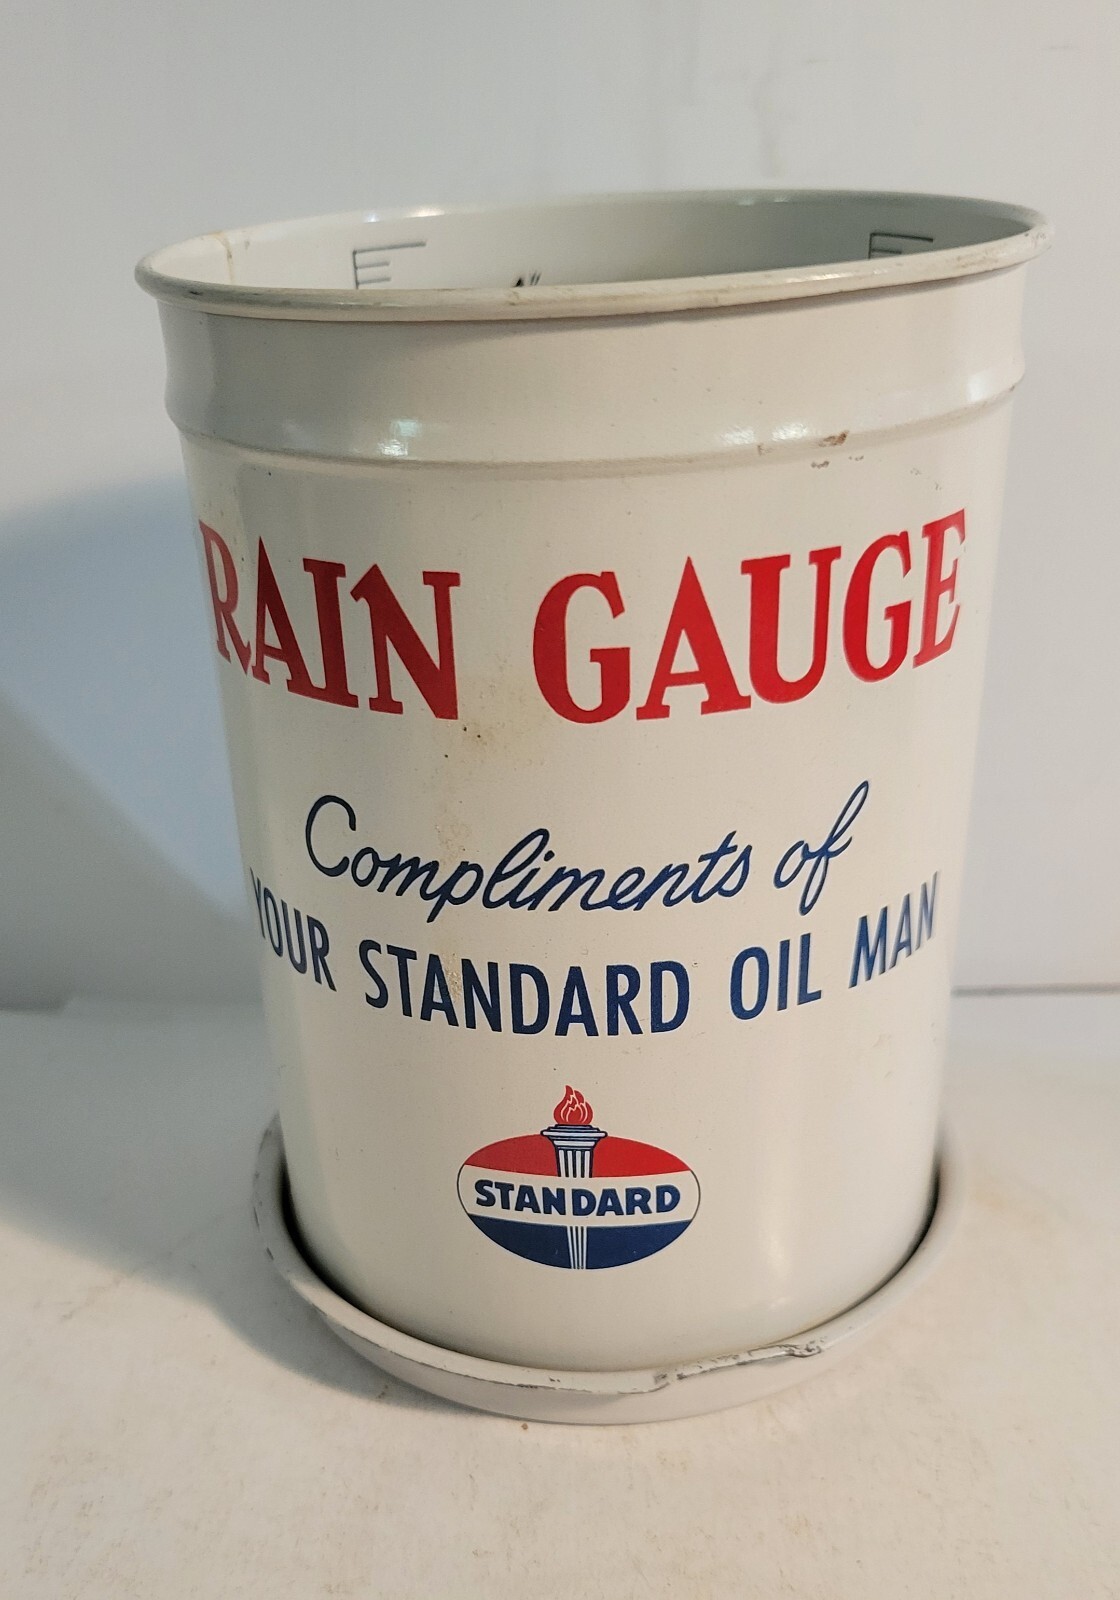 RAIN GAUGE
Compliments of
YOUR STANDARD OIL MAN
STANDARD